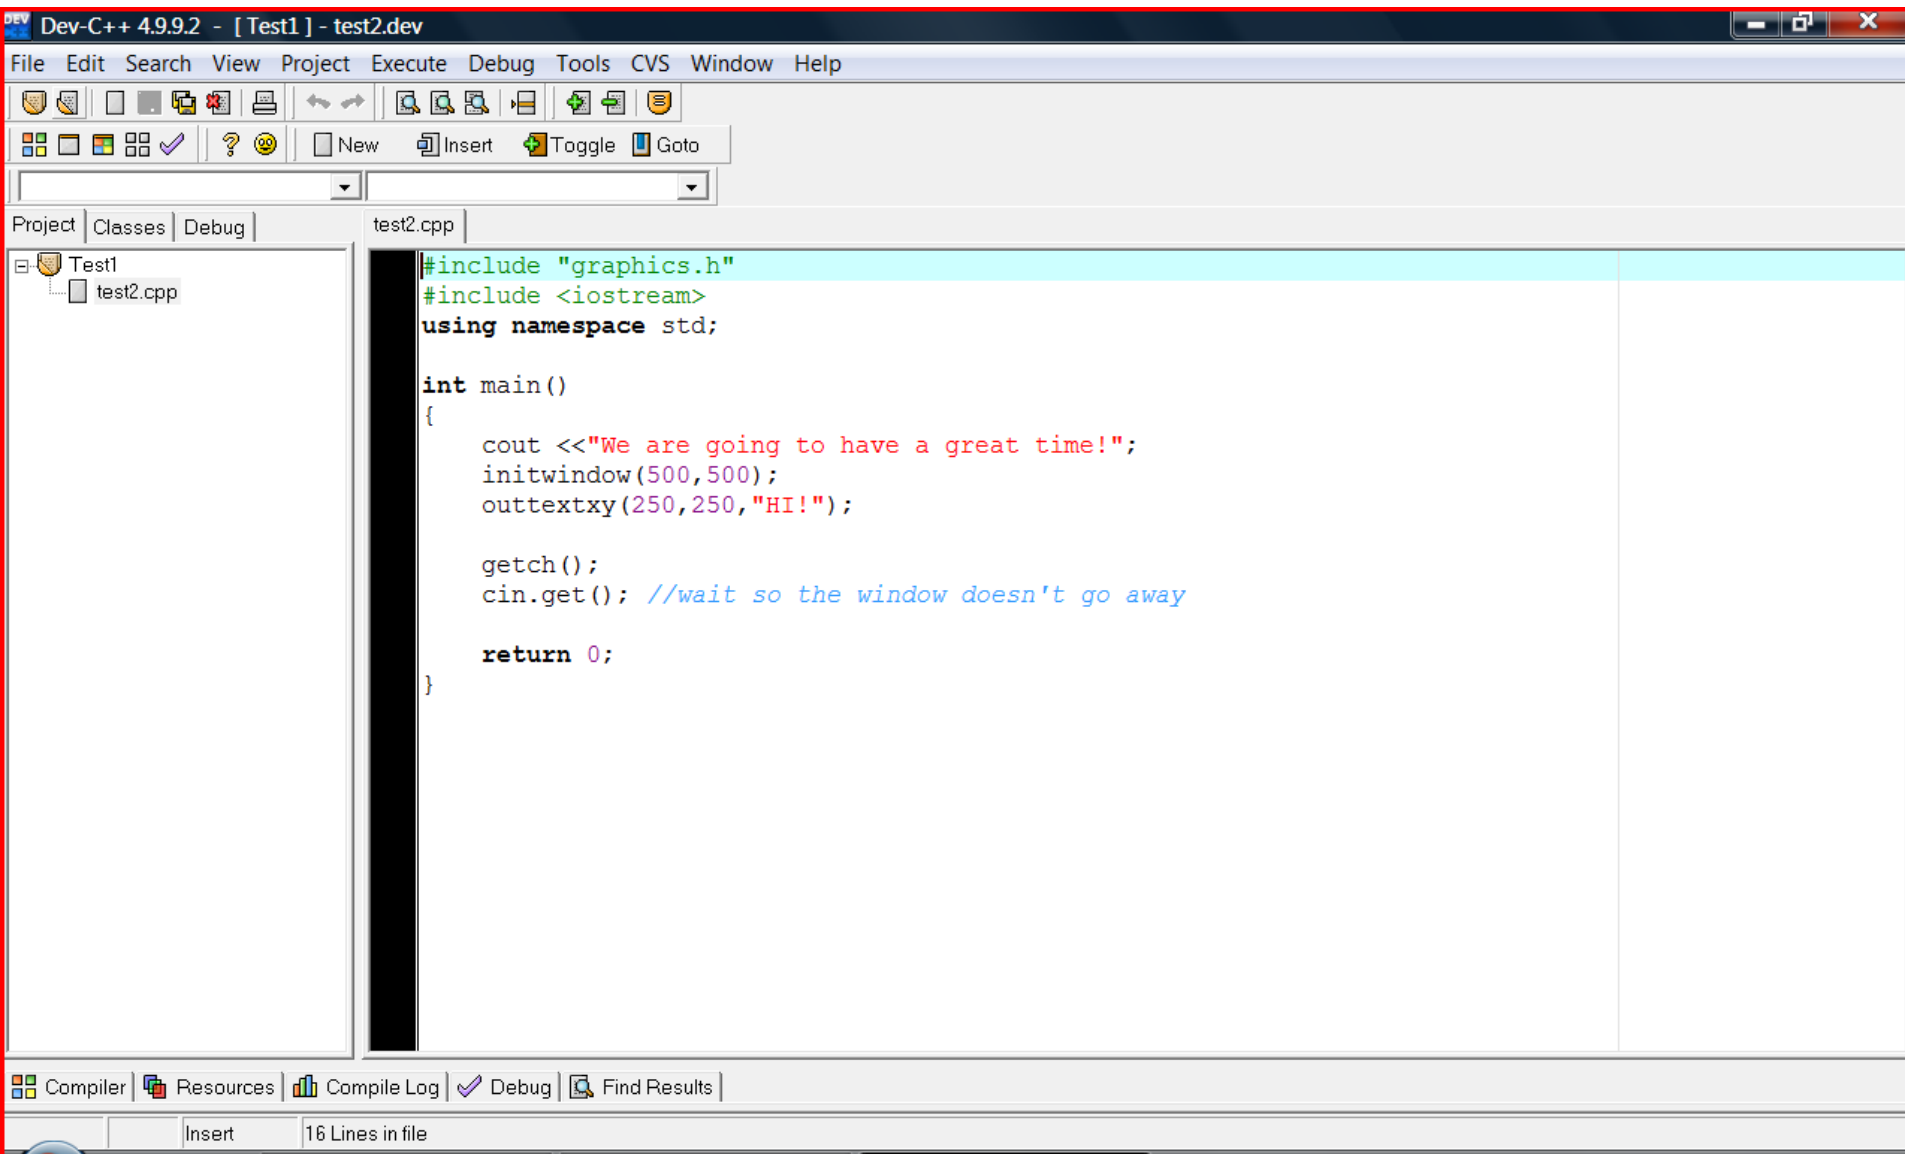 DEV Dev-C++ 4.9.9.2 - [ Test1 ] - test2.dev
File Edit Search View Project Execute Debug Tools CVS Window Help
New Insert Toggle Goto
Project Classes Debug test2.cpp
Test1
test2.cpp
#include "graphics.h"
#include <iostream>
using namespace std;
int main()
{
cout <<"We are going to have a great time!";
initwindow(500,500);
outtextxy(250,250,"HI!");
getch();
cin.get(); //wait so the window doesn't go away
return 0;
}
Compiler Resources Compile Log Debug Find Results
Insert 16 Lines in file